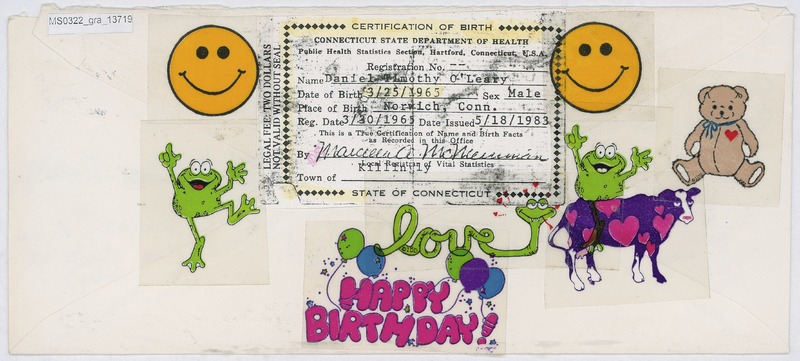 MS0322_gra_13719
CERTIFICATION OF BIRTH
CONNECTICUT STATE DEPARTMENT OF HEALTH
Public Health Statistics Section, Hartford, Connecticut, U.S.A.
Registration No. --
Name Daniel Timothy O'Leary
Date of Birth 3/25/1965 Sex Male
Place of Birth Norwich, Conn.
Reg. Date 3/30/1965 Date Issued 5/18/1983
This is a True Certification of Name and Birth Facts
as Recorded in this Office
By
Local Registrar of Vital Statistics
Town of Killingly
STATE OF CONNECTICUT
LEGAL FEE: TWO DOLLARS
NOT VALID WITHOUT SEAL
love
HAPPY
BIRTHDAY!